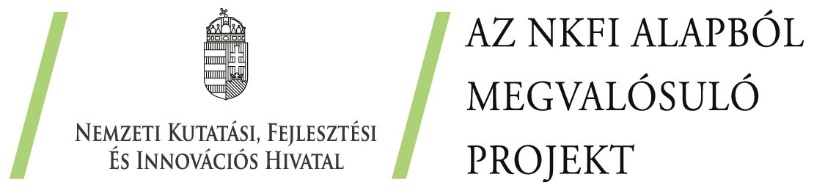 NEMZETI KUTATÁSI, FEJLESZTÉSI
ÉS INNOVÁCIÓS HIVATAL
AZ NKFI ALAPBÓL
MEGVALÓSULÓ
PROJEKT